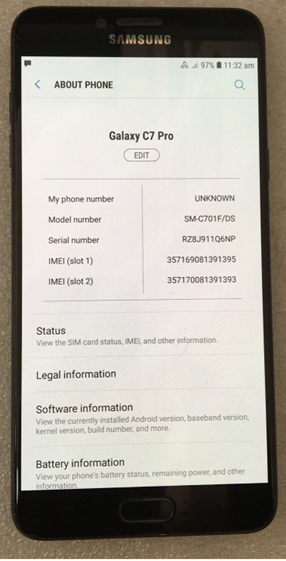 SAMSUNG
97% 11:32 am
ABOUT PHONE
Galaxy C7 Pro
EDIT
My phone number UNKNOWN
Model number SM-C701F/DS
Serial number RZ8J911Q6NP
IMEI (slot 1) 357169081391395
IMEI (slot 2) 357170081391393
Status
View the SIM card status, IMEI, and other information.
Legal information
Software information
View the currently installed Android version, baseband version,
kernel version, build number, and more.
Battery information
View your phone's battery status, remaining power, and other
information.